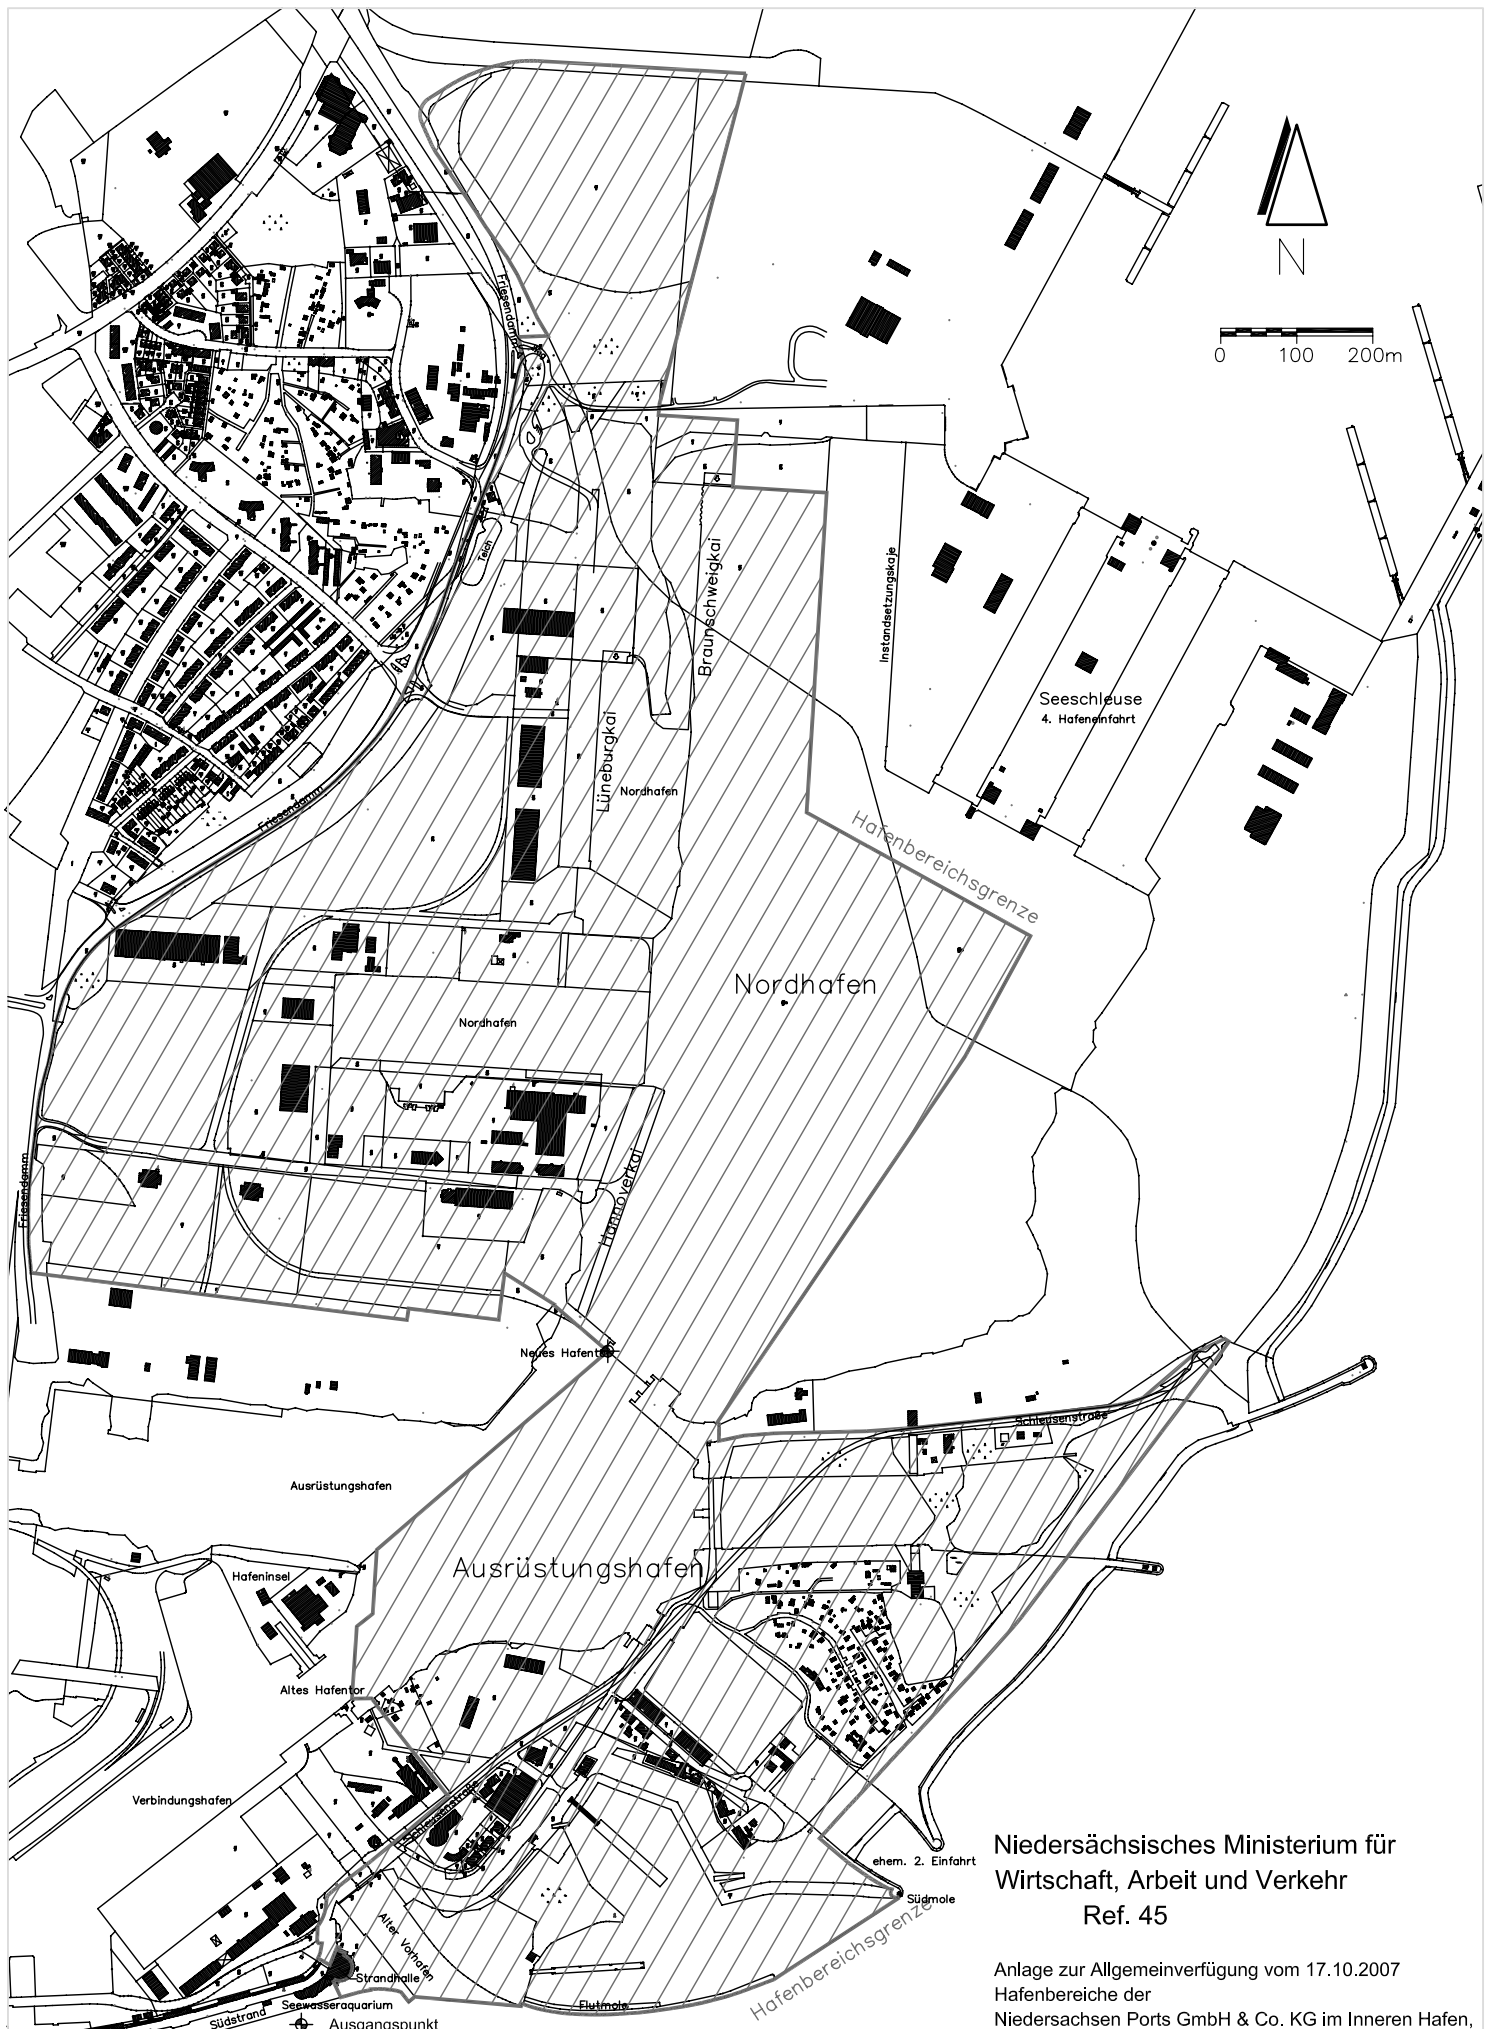 N
0 100 200m
Friesendamm
Teich
Braunschweigkai
Instandsetzungskaje
Seeschleuse
4. Hafeneinfahrt
Lüneburgkai
Nordhafen
Friesendamm
Hafenbereichsgrenze
Nordhafen
Nordhafen
Hannoverkai
Friesendamm
Neues Hafentor
Schleusenstraße
Ausrüstungshafen
Ausrüstungshafen
Hafeninsel
Altes Hafentor
Verbindungshafen
Schleusenstraße
ehem. 2. Einfahrt
Südmole
Hafenbereichsgrenze
Alter Vorhafen
Strandhalle
Seewasseraquarium
Flutmole
Südstrand
Ausgangspunkt
Niedersächsisches Ministerium für
Wirtschaft, Arbeit und Verkehr
Ref. 45
Anlage zur Allgemeinverfügung vom 17.10.2007
Hafenbereiche der
Niedersachsen Ports GmbH & Co. KG im Inneren Hafen,